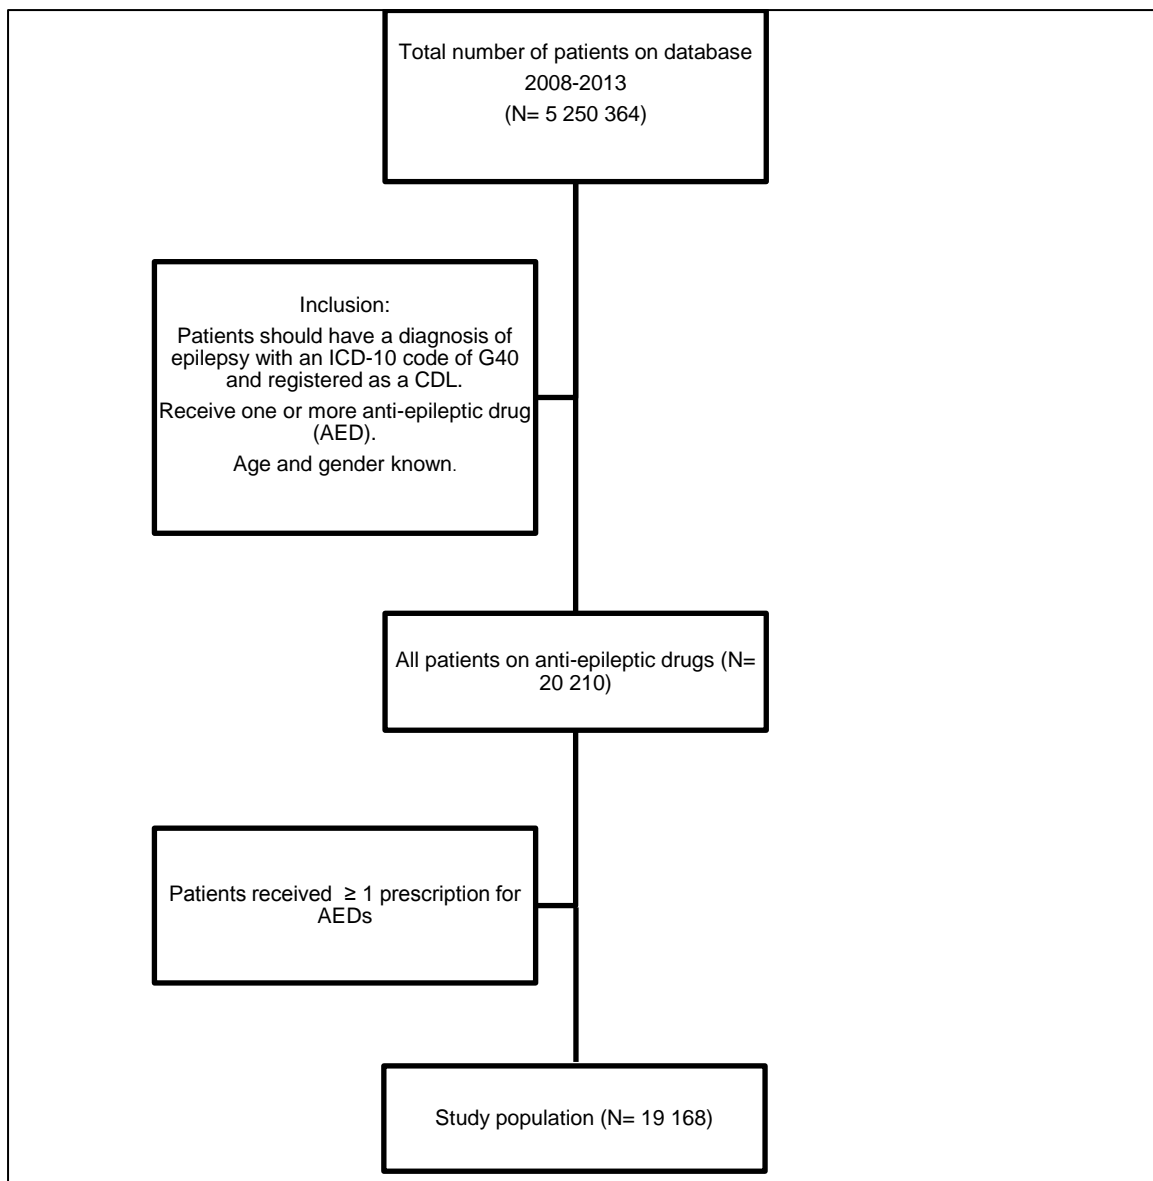 Total number of patients on database
2008-2013
(N= 5 250 364)
Inclusion:
Patients should have a diagnosis of
epilepsy with an ICD-10 code of G40
and registered as a CDL.
Receive one or more anti-epileptic drug
(AED).
Age and gender known.
All patients on anti-epileptic drugs (N=
20 210)
Patients received ≥ 1 prescription for
AEDs
Study population (N= 19 168)